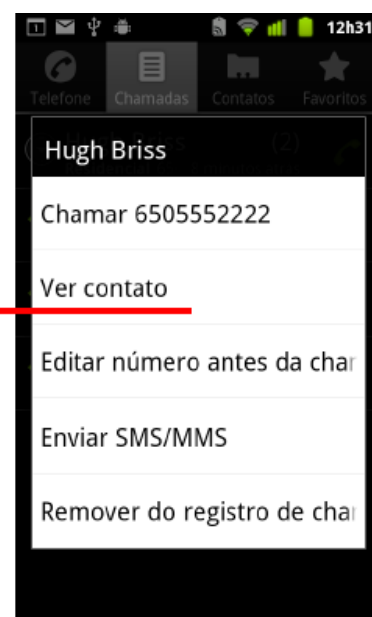 12h31
Telefone Chamadas Contatos Favoritos
(2)
Hugh Briss
Chamar 6505552222
Ver contato
Editar número antes da char
Enviar SMS/MMS
Remover do registro de char